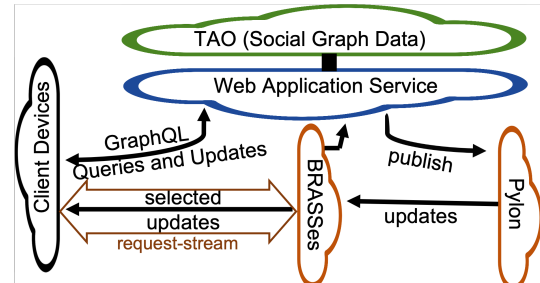 TAO (Social Graph Data)
Web Application Service
Client Devices
GraphQL
Queries and Updates
BRASSes
publish
Pylon
selected
updates
request-stream
updates